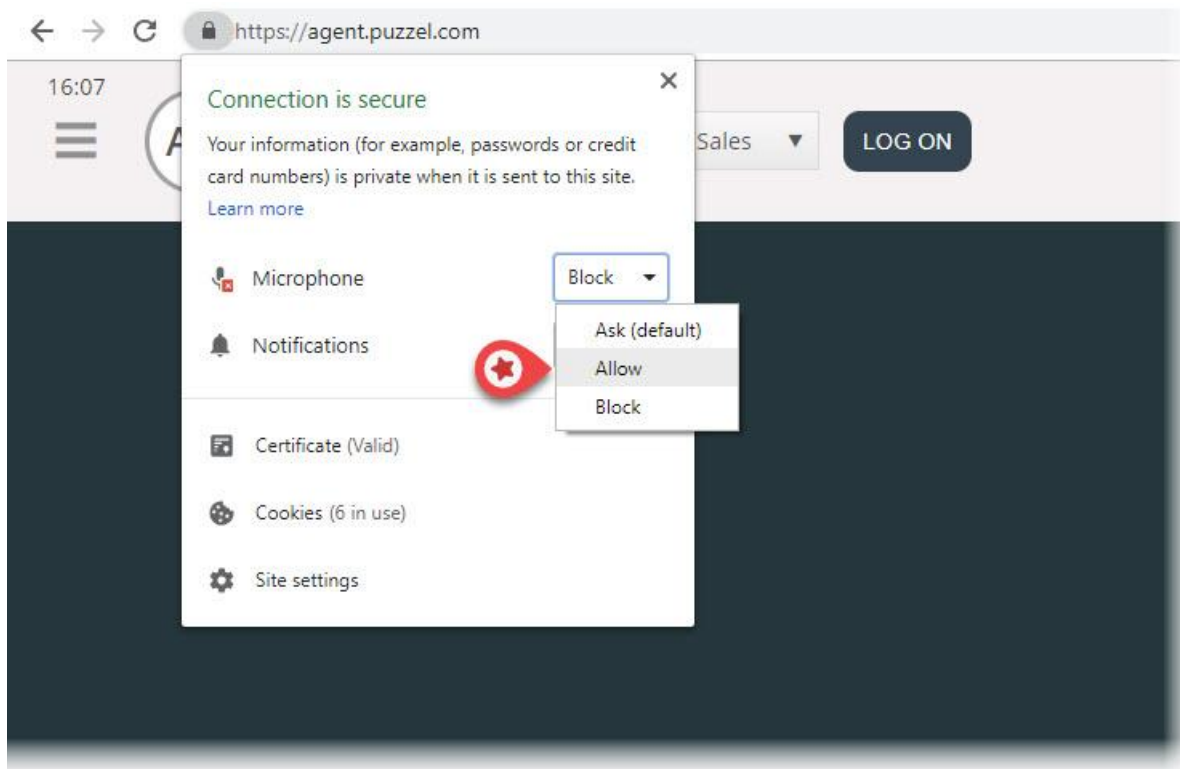 https://agent.puzzel.com
16:07
A
Sales
LOG ON
Connection is secure
Your information (for example, passwords or credit
card numbers) is private when it is sent to this site.
Learn more
Microphone
Block
Ask (default)
Notifications
Allow
Block
Certificate (Valid)
Cookies (6 in use)
Site settings